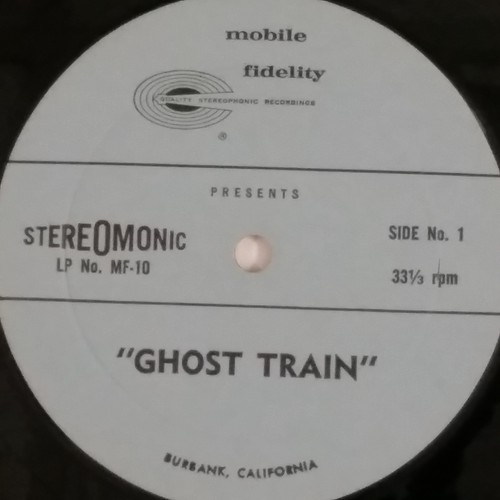 mobile
fidelity
QUALITY STEREOPHONIC RECORDINGS
®
PRESENTS
STEREOMONIC
SIDE No. 1
LP No. MF-10
33⅓ rpm
"GHOST TRAIN"
BURBANK, CALIFORNIA